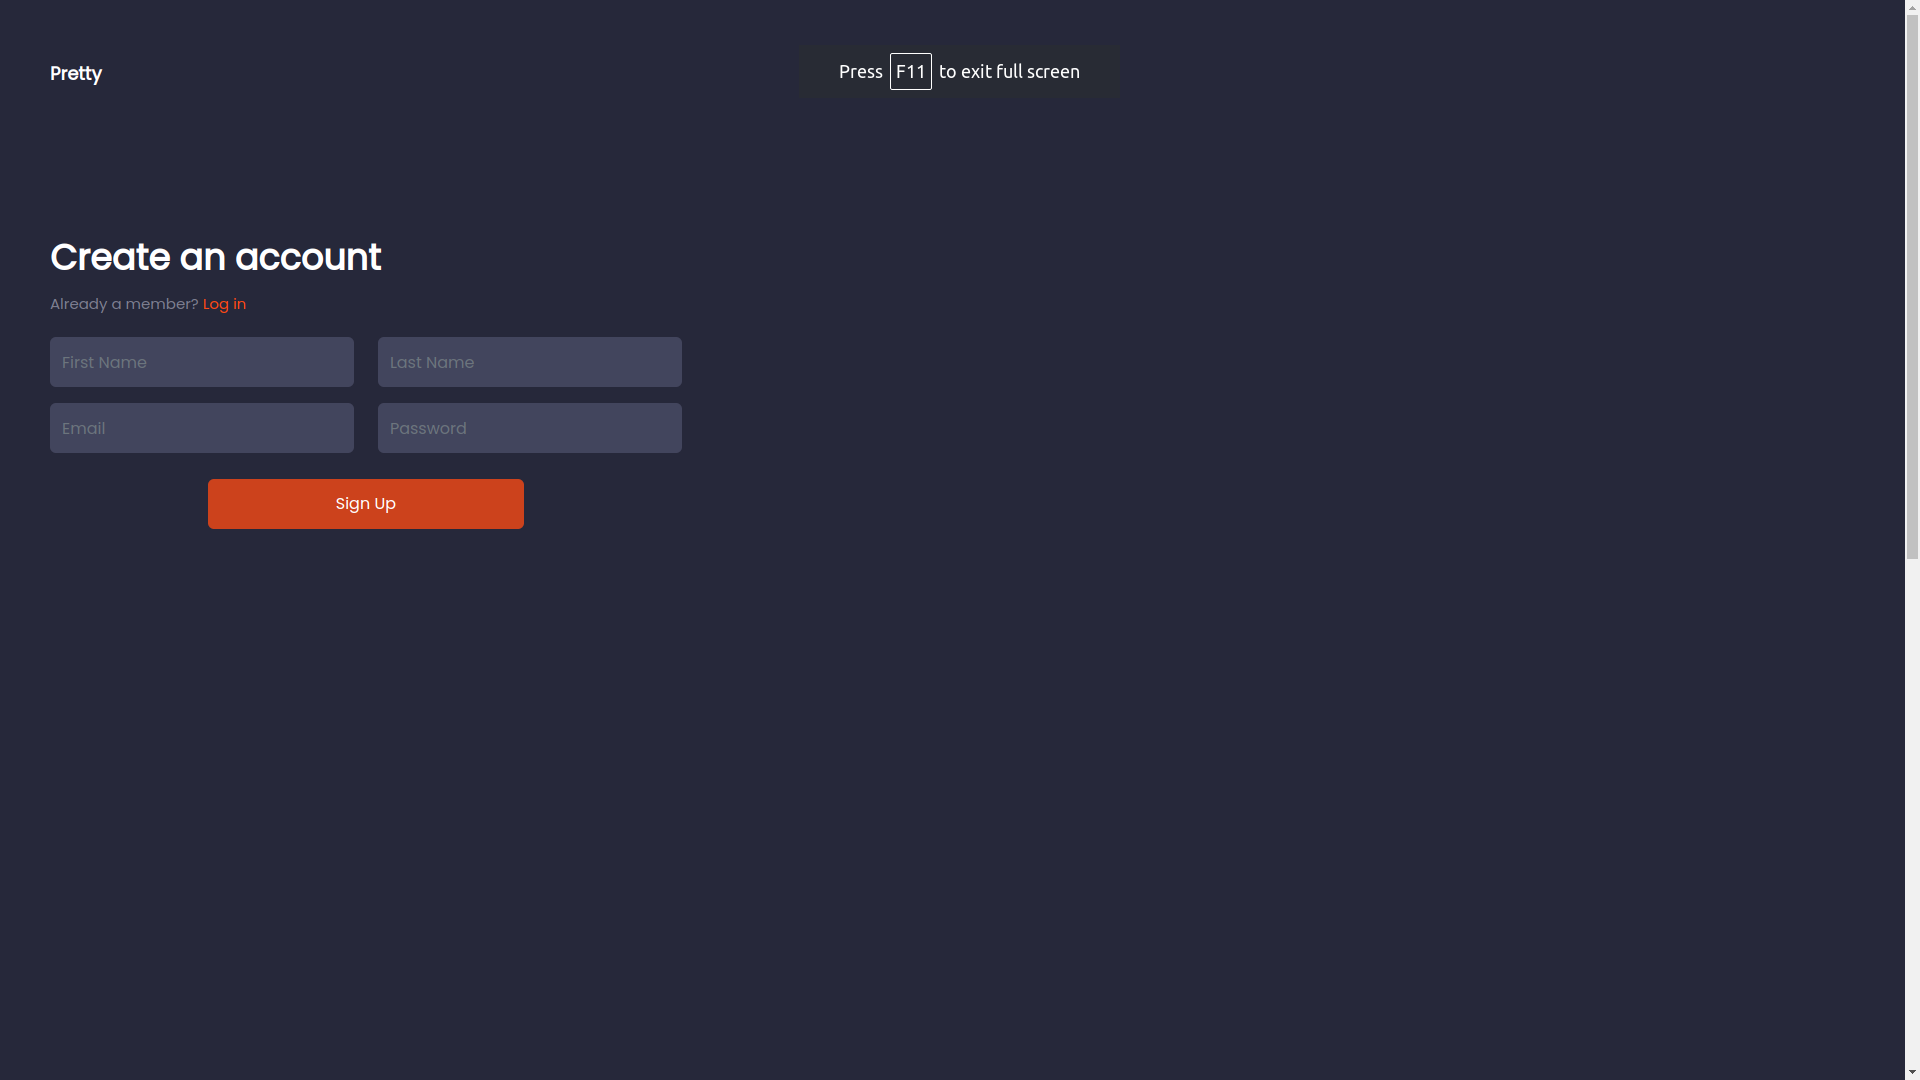 Pretty
Press F11 to exit full screen
Create an account
Already a member? Log in
First Name
Last Name
Email
Password
Sign Up